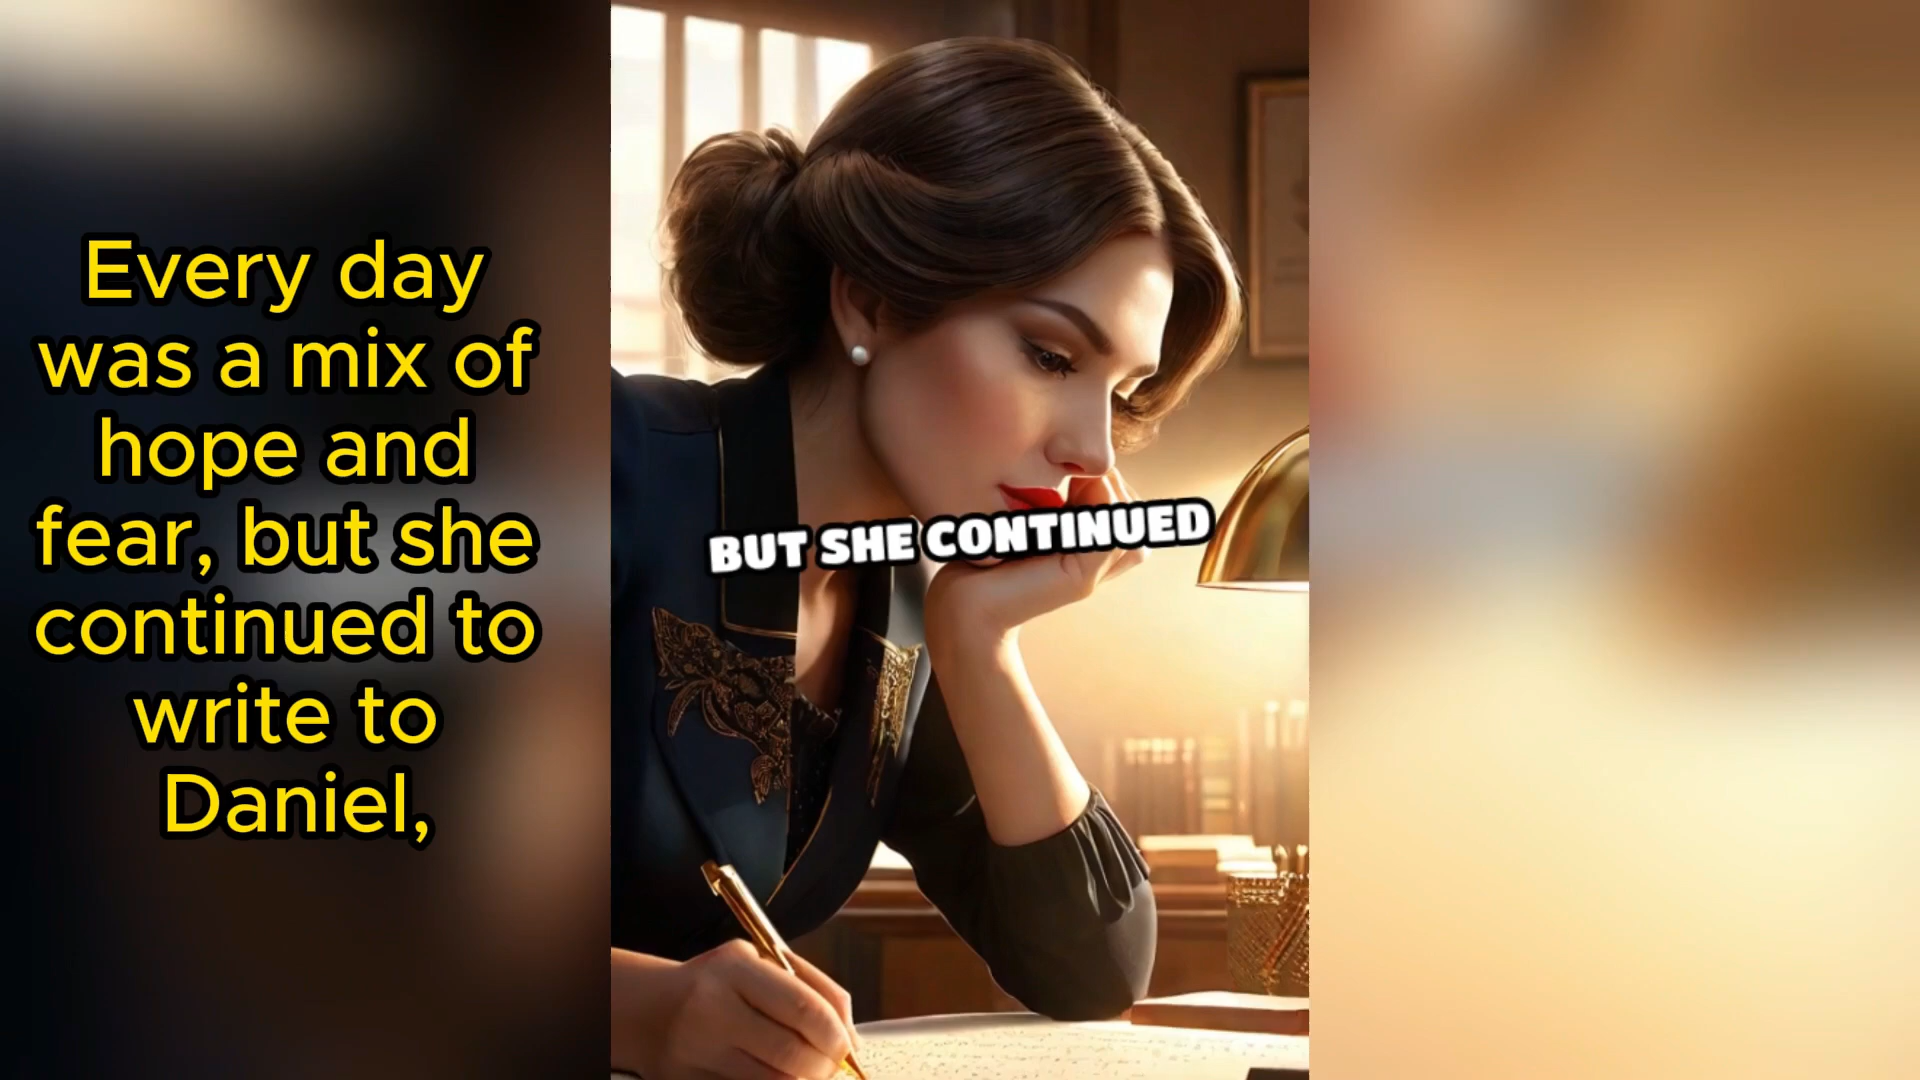 Every day
was a mix of
hope and
fear, but she
continued to
write to
Daniel,
BUT SHE CONTINUED